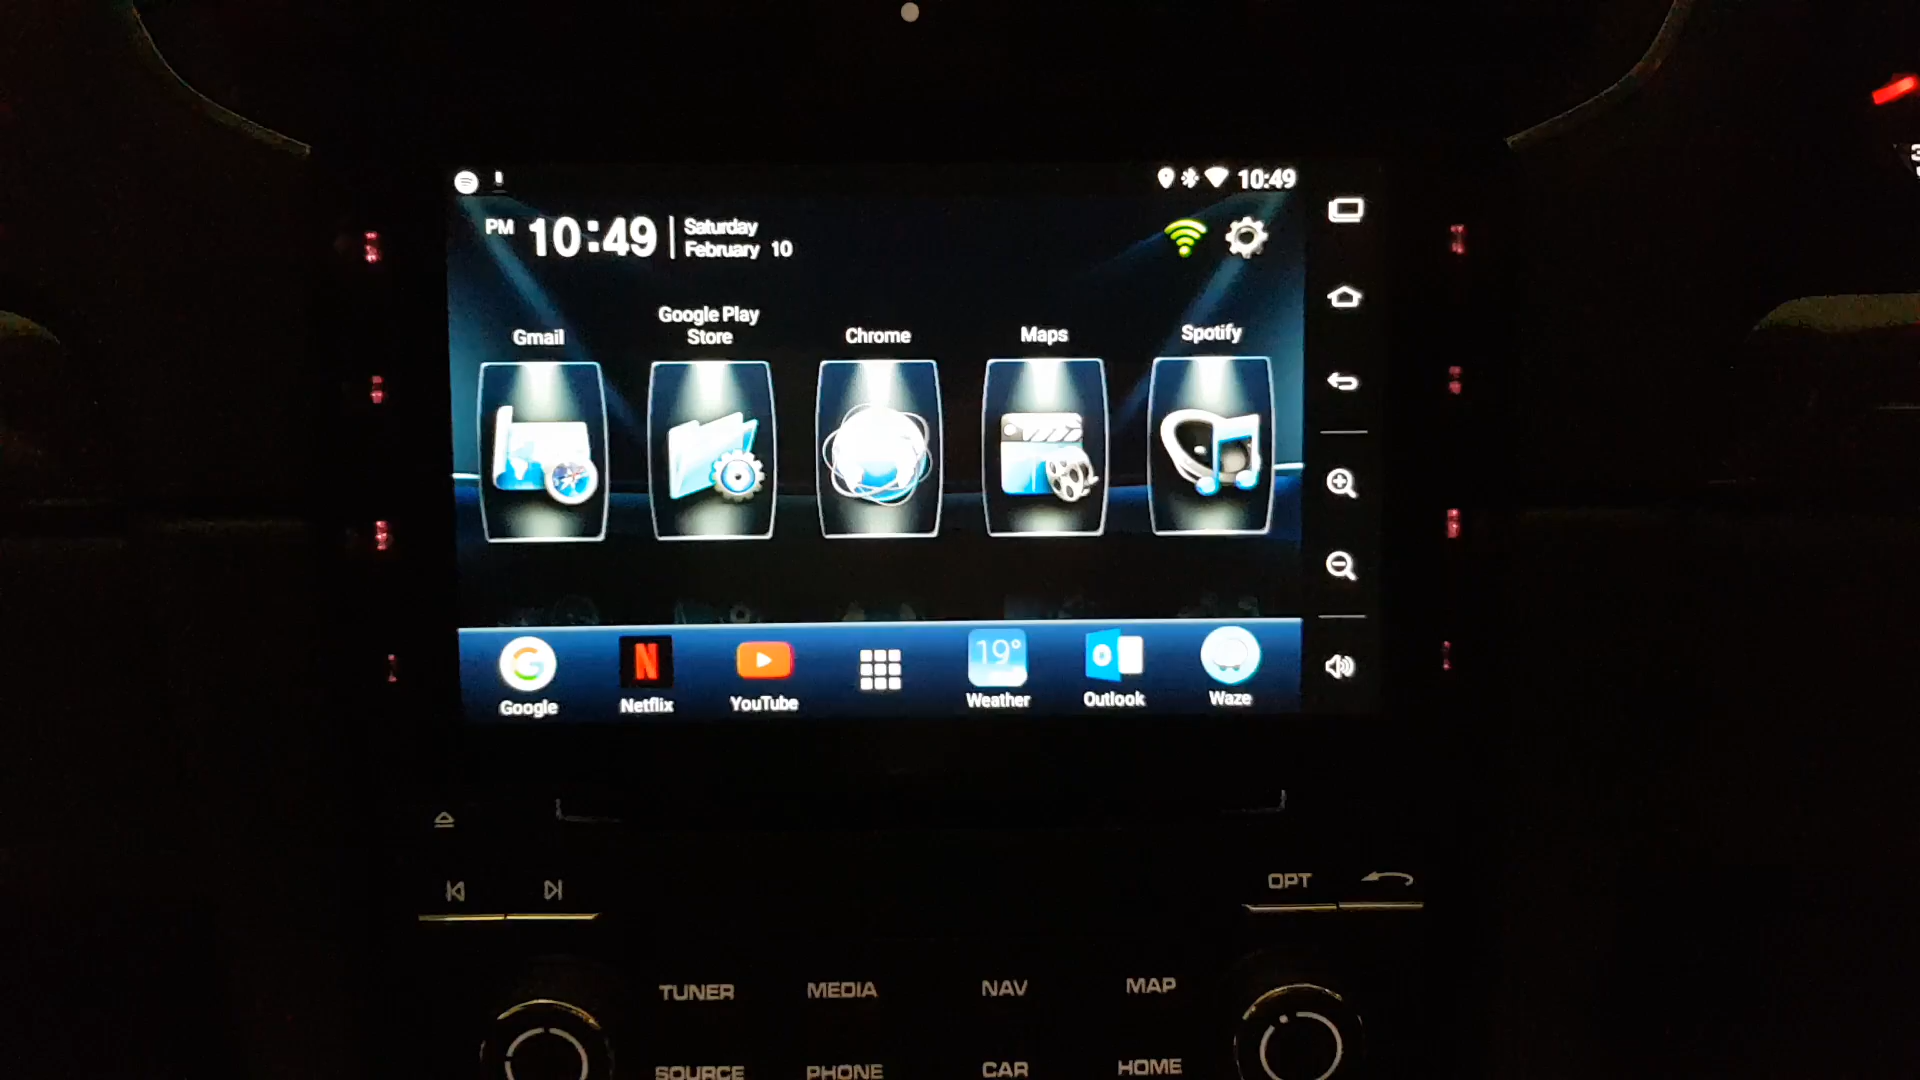 10:49
PM 10:49 Saturday
February 10
Gmail
Google Play
Store
Chrome
Maps
Spotify
19°
Google
Netflix
YouTube
Weather
Outlook
Waze
OPT
TUNER
MEDIA
NAV
MAP
SOURCE
PHONE
CAR
HOME